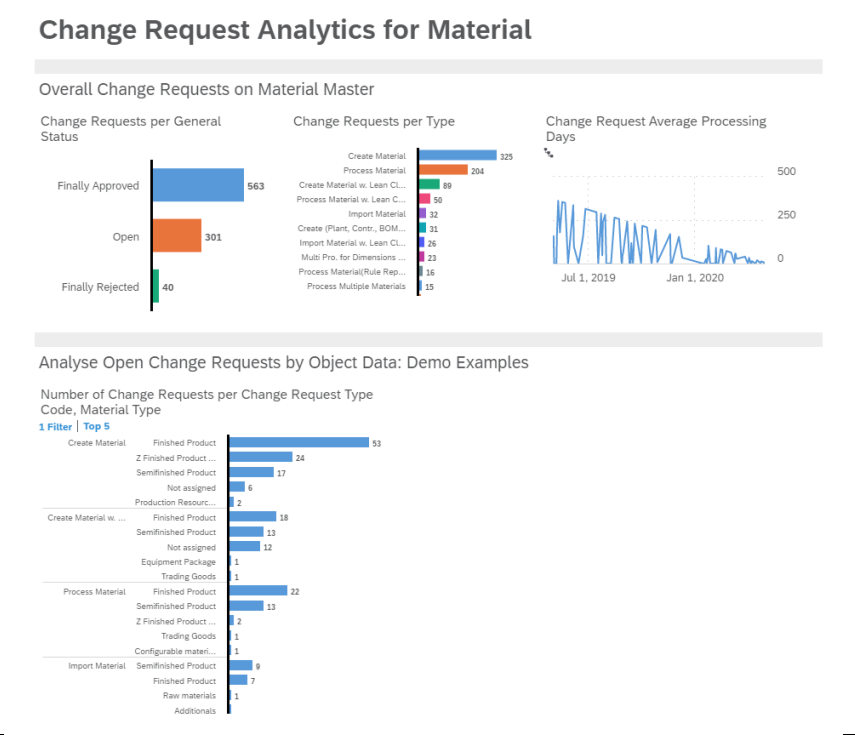 Change Request Analytics for Material
Overall Change Requests on Material Master
Change Requests per General
Status
Finally Approved 563
Open 301
Finally Rejected 40
Change Requests per Type
Create Material 325
Process Material 204
Create Material w. Lean Cl... 89
Process Material w. Lean C... 50
Import Material 32
Create (Plant, Contr., BOM... 31
Import Material w. Lean Cl... 26
Multi Pro. for Dimensions ... 23
Process Material(Rule Rep... 16
Process Multiple Materials 15
Change Request Average Processing
Days
500
250
0
Jul 1, 2019 Jan 1, 2020
Analyse Open Change Requests by Object Data: Demo Examples
Number of Change Requests per Change Request Type
Code, Material Type
1 Filter | Top 5
Create Material Finished Product 53
Z Finished Product ... 24
Semifinished Product 17
Not assigned 6
Production Resourc... 2
Create Material w. ... Finished Product 18
Semifinished Product 13
Not assigned 12
Equipment Package 1
Trading Goods 1
Process Material Finished Product 22
Semifinished Product 13
Z Finished Product ... 2
Trading Goods 1
Configurable materi... 1
Import Material Semifinished Product 9
Finished Product 7
Raw materials 1
Additionals